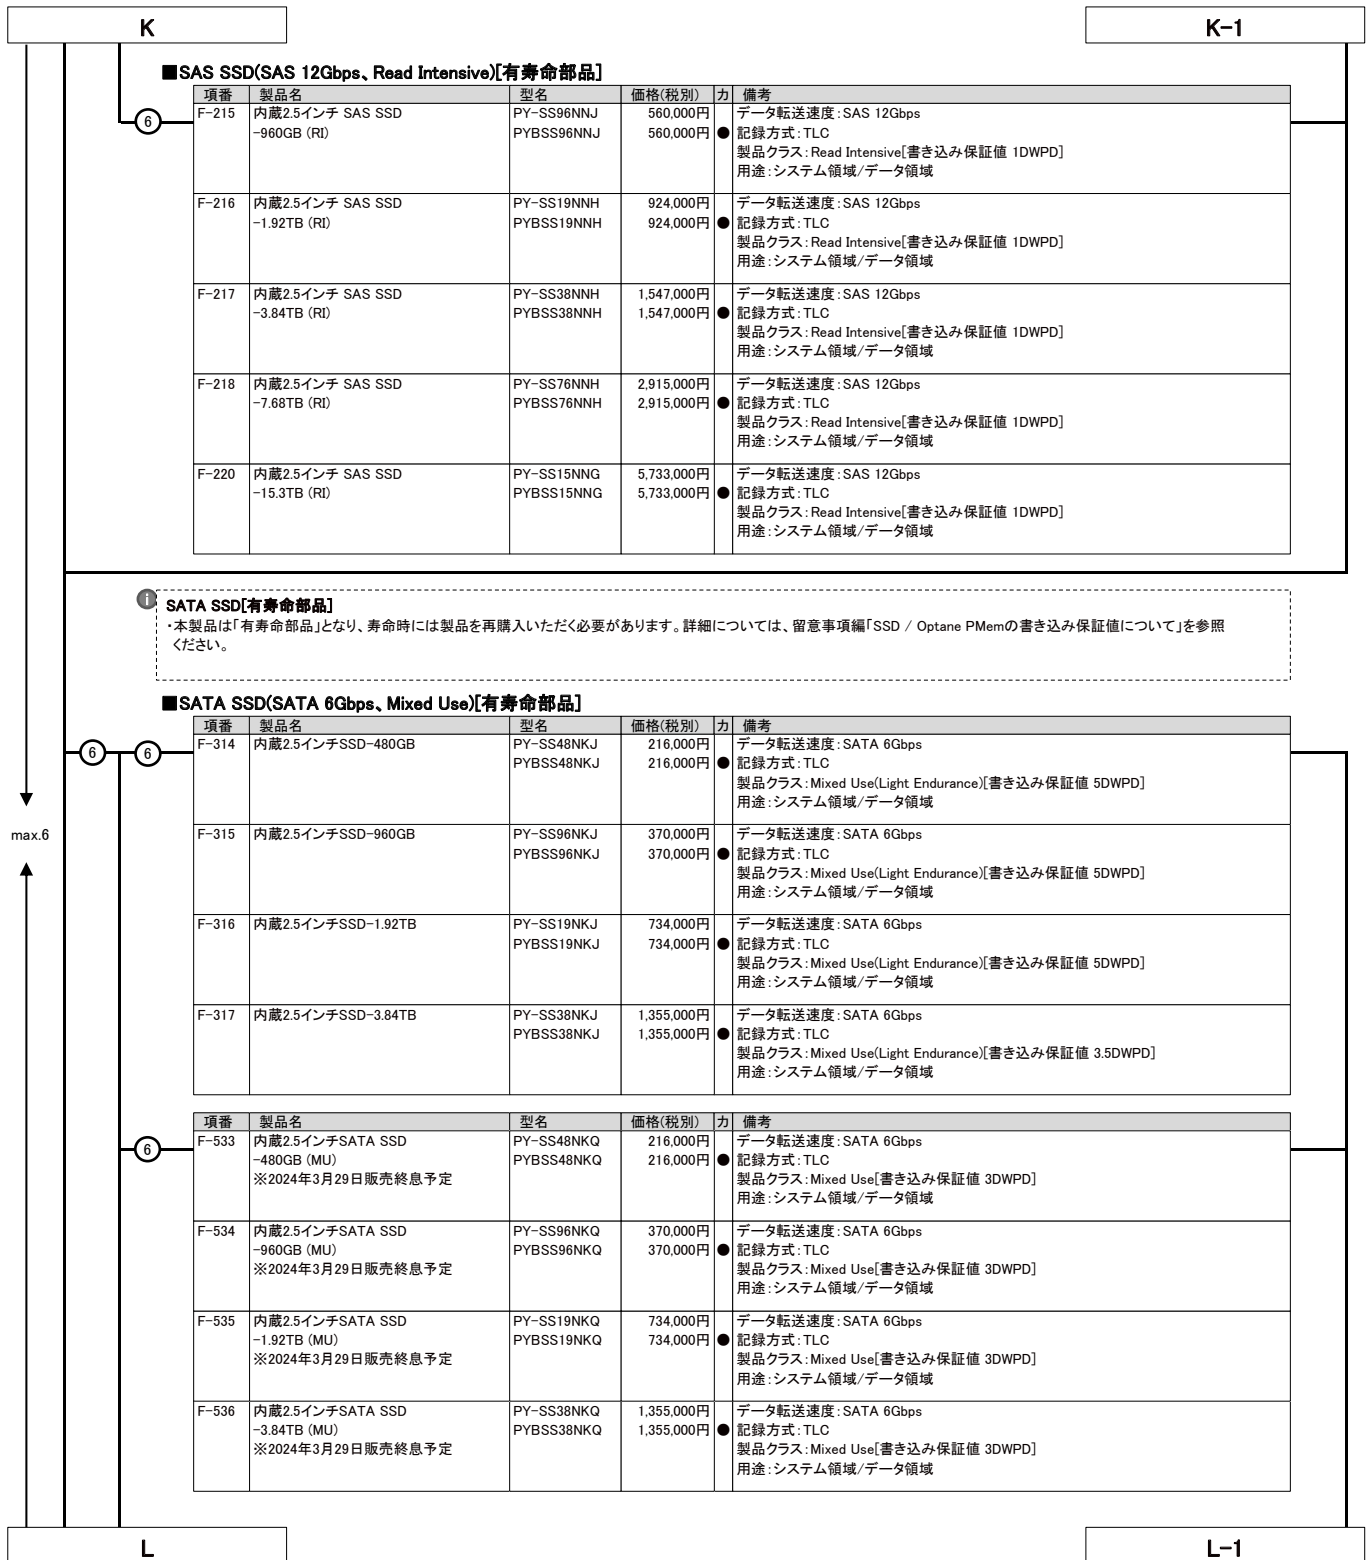 K
K-1
■SAS SSD(SAS 12Gbps、Read Intensive)[有寿命部品]
項番 製品名 型名 価格(税別) カ 備考
F-215 内蔵2.5インチ SAS SSD PY-SS96NNJ 560,000円 データ転送速度:SAS 12Gbps
6 -960GB (RI) PYBSS96NNJ 560,000円 ● 記録方式:TLC
製品クラス:Read Intensive[書き込み保証値 1DWPD]
用途:システム領域/データ領域
F-216 内蔵2.5インチ SAS SSD PY-SS19NNH 924,000円 データ転送速度:SAS 12Gbps
-1.92TB (RI) PYBSS19NNH 924,000円 ● 記録方式:TLC
製品クラス:Read Intensive[書き込み保証値 1DWPD]
用途:システム領域/データ領域
F-217 内蔵2.5インチ SAS SSD PY-SS38NNH 1,547,000円 データ転送速度:SAS 12Gbps
-3.84TB (RI) PYBSS38NNH 1,547,000円 ● 記録方式:TLC
製品クラス:Read Intensive[書き込み保証値 1DWPD]
用途:システム領域/データ領域
F-218 内蔵2.5インチ SAS SSD PY-SS76NNH 2,915,000円 データ転送速度:SAS 12Gbps
-7.68TB (RI) PYBSS76NNH 2,915,000円 ● 記録方式:TLC
製品クラス:Read Intensive[書き込み保証値 1DWPD]
用途:システム領域/データ領域
F-220 内蔵2.5インチ SAS SSD PY-SS15NNG 5,733,000円 データ転送速度:SAS 12Gbps
-15.3TB (RI) PYBSS15NNG 5,733,000円 ● 記録方式:TLC
製品クラス:Read Intensive[書き込み保証値 1DWPD]
用途:システム領域/データ領域
i SATA SSD[有寿命部品]
・本製品は「有寿命部品」となり、寿命時には製品を再購入いただく必要があります。詳細については、留意事項編「SSD / Optane PMemの書き込み保証値について」を参照
ください。
■SATA SSD(SATA 6Gbps、Mixed Use)[有寿命部品]
項番 製品名 型名 価格(税別) カ 備考
6 6 F-314 内蔵2.5インチSSD-480GB PY-SS48NKJ 216,000円 データ転送速度:SATA 6Gbps
PYBSS48NKJ 216,000円 ● 記録方式:TLC
製品クラス:Mixed Use(Light Endurance)[書き込み保証値 5DWPD]
用途:システム領域/データ領域
max.6 F-315 内蔵2.5インチSSD-960GB PY-SS96NKJ 370,000円 データ転送速度:SATA 6Gbps
PYBSS96NKJ 370,000円 ● 記録方式:TLC
製品クラス:Mixed Use(Light Endurance)[書き込み保証値 5DWPD]
用途:システム領域/データ領域
F-316 内蔵2.5インチSSD-1.92TB PY-SS19NKJ 734,000円 データ転送速度:SATA 6Gbps
PYBSS19NKJ 734,000円 ● 記録方式:TLC
製品クラス:Mixed Use(Light Endurance)[書き込み保証値 5DWPD]
用途:システム領域/データ領域
F-317 内蔵2.5インチSSD-3.84TB PY-SS38NKJ 1,355,000円 データ転送速度:SATA 6Gbps
PYBSS38NKJ 1,355,000円 ● 記録方式:TLC
製品クラス:Mixed Use(Light Endurance)[書き込み保証値 3.5DWPD]
用途:システム領域/データ領域
項番 製品名 型名 価格(税別) カ 備考
6 F-533 内蔵2.5インチSATA SSD PY-SS48NKQ 216,000円 データ転送速度:SATA 6Gbps
-480GB (MU) PYBSS48NKQ 216,000円 ● 記録方式:TLC
※2024年3月29日販売終息予定 製品クラス:Mixed Use[書き込み保証値 3DWPD]
用途:システム領域/データ領域
F-534 内蔵2.5インチSATA SSD PY-SS96NKQ 370,000円 データ転送速度:SATA 6Gbps
-960GB (MU) PYBSS96NKQ 370,000円 ● 記録方式:TLC
※2024年3月29日販売終息予定 製品クラス:Mixed Use[書き込み保証値 3DWPD]
用途:システム領域/データ領域
F-535 内蔵2.5インチSATA SSD PY-SS19NKQ 734,000円 データ転送速度:SATA 6Gbps
-1.92TB (MU) PYBSS19NKQ 734,000円 ● 記録方式:TLC
※2024年3月29日販売終息予定 製品クラス:Mixed Use[書き込み保証値 3DWPD]
用途:システム領域/データ領域
F-536 内蔵2.5インチSATA SSD PY-SS38NKQ 1,355,000円 データ転送速度:SATA 6Gbps
-3.84TB (MU) PYBSS38NKQ 1,355,000円 ● 記録方式:TLC
※2024年3月29日販売終息予定 製品クラス:Mixed Use[書き込み保証値 3DWPD]
用途:システム領域/データ領域
L
L-1